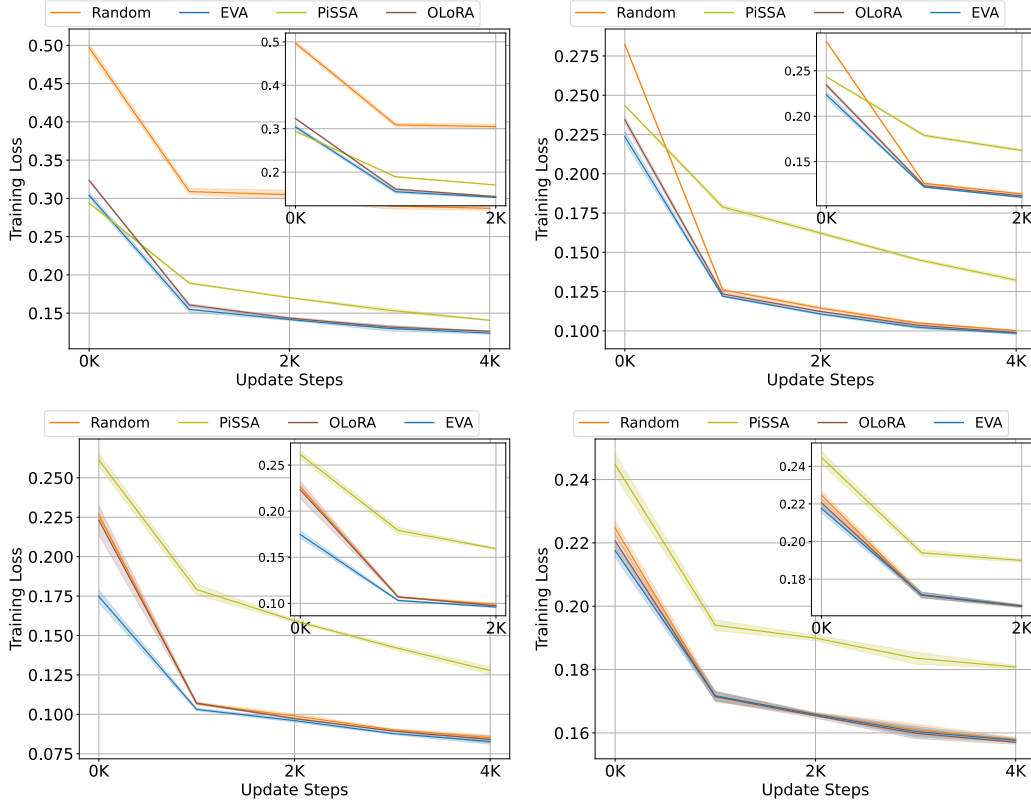 Random EVA PiSSA OLoRA
0.50
0.45
0.40
0.35
0.30
0.25
0.20
0.15
Training Loss
0K 2K 4K
Update Steps
0.5
0.4
0.3
0.2
0K 2K
Random EVA PiSSA OLoRA
0.275
0.250
0.225
0.200
0.175
0.150
0.125
0.100
Training Loss
0K 2K 4K
Update Steps
0.25
0.20
0.15
0K 2K
Random PiSSA OLoRA EVA
0.250
0.225
0.200
0.175
0.150
0.125
0.100
0.075
Training Loss
0K 2K 4K
Update Steps
0.25
0.20
0.15
0.10
0K 2K
Random PiSSA OLoRA EVA
0.24
0.22
0.20
0.18
0.16
Training Loss
0K 2K 4K
Update Steps
0.24
0.22
0.20
0.18
0K 2K